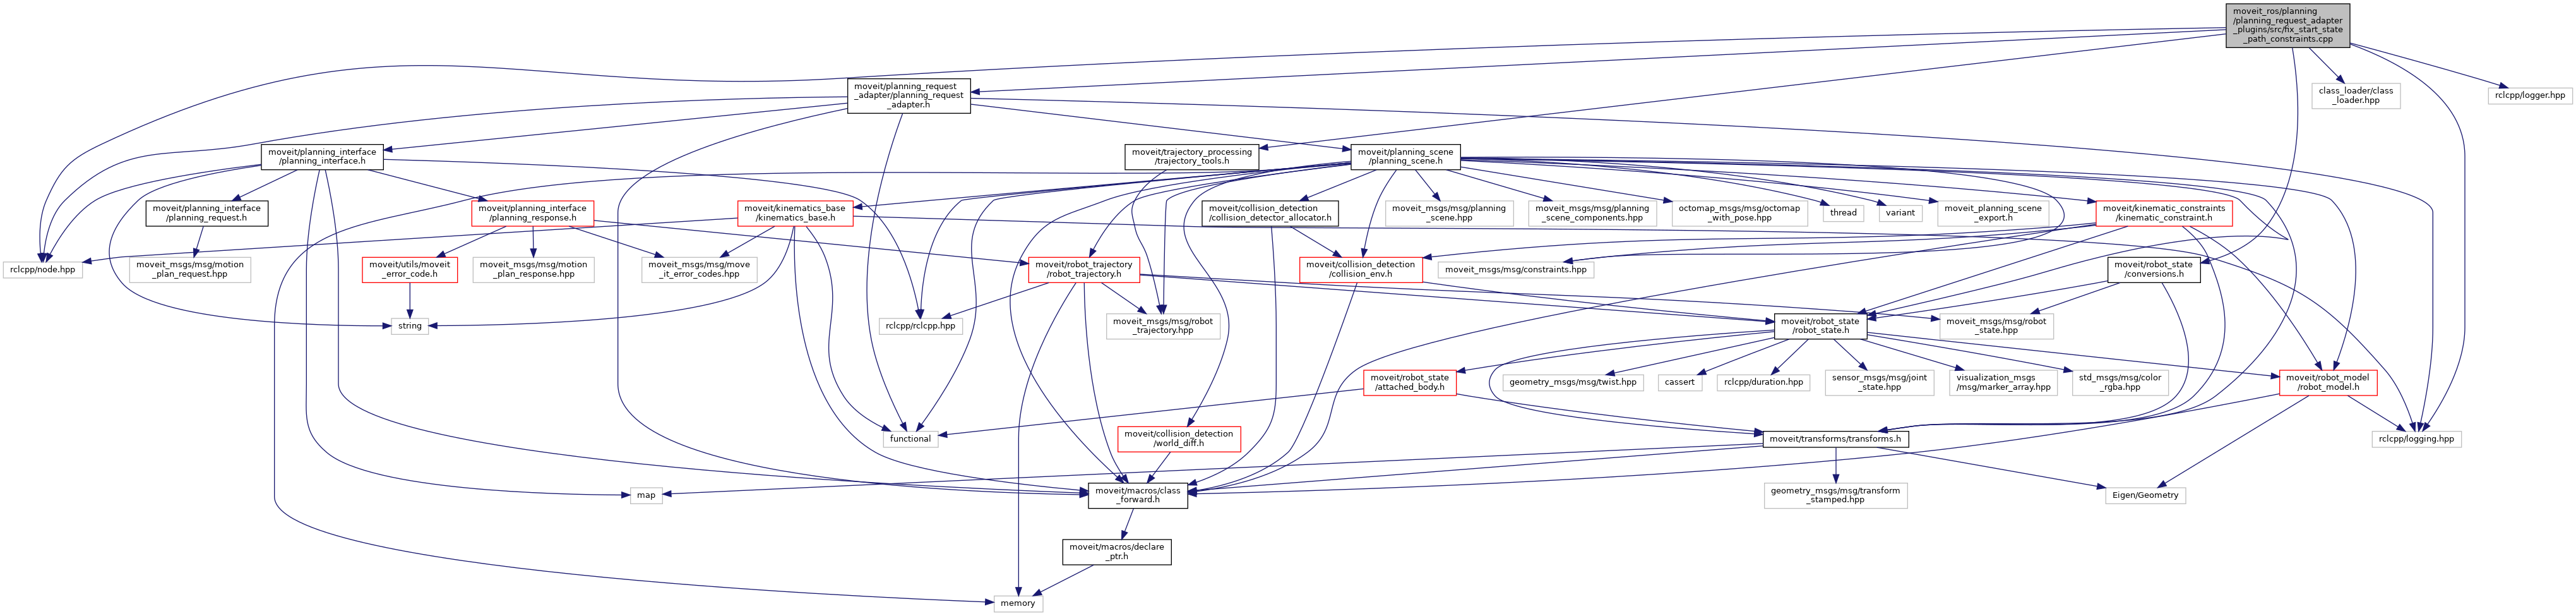 moveit_ros/planning
/planning_request_adapter
_plugins/src/fix_start_state
_path_constraints.cpp
moveit/planning_request
_adapter/planning_request
_adapter.h
class_loader/class
_loader.hpp
rclcpp/logger.hpp
moveit/planning_interface
/planning_interface.h
moveit/trajectory_processing
/trajectory_tools.h
moveit/planning_scene
/planning_scene.h
moveit/planning_interface
/planning_request.h
moveit/planning_interface
/planning_response.h
moveit/kinematics_base
/kinematics_base.h
moveit/collision_detection
/collision_detector_allocator.h
moveit_msgs/msg/planning
_scene.hpp
moveit_msgs/msg/planning
_scene_components.hpp
octomap_msgs/msg/octomap
_with_pose.hpp
thread
variant
moveit_planning_scene
_export.h
moveit/kinematic_constraints
/kinematic_constraint.h
rclcpp/node.hpp
moveit_msgs/msg/motion
_plan_request.hpp
moveit/utils/moveit
_error_code.h
moveit_msgs/msg/motion
_plan_response.hpp
moveit_msgs/msg/move
_it_error_codes.hpp
moveit/robot_trajectory
/robot_trajectory.h
moveit/collision_detection
/collision_env.h
moveit_msgs/msg/constraints.hpp
moveit/robot_state
/conversions.h
string
rclcpp/rclcpp.hpp
moveit_msgs/msg/robot
_trajectory.hpp
moveit/robot_state
/robot_state.h
moveit_msgs/msg/robot
_state.hpp
moveit/robot_state
/attached_body.h
geometry_msgs/msg/twist.hpp
cassert
rclcpp/duration.hpp
sensor_msgs/msg/joint
_state.hpp
visualization_msgs
/msg/marker_array.hpp
std_msgs/msg/color
_rgba.hpp
moveit/robot_model
/robot_model.h
functional
moveit/collision_detection
/world_diff.h
moveit/transforms/transforms.h
rclcpp/logging.hpp
map
moveit/macros/class
_forward.h
geometry_msgs/msg/transform
_stamped.hpp
Eigen/Geometry
moveit/macros/declare
_ptr.h
memory